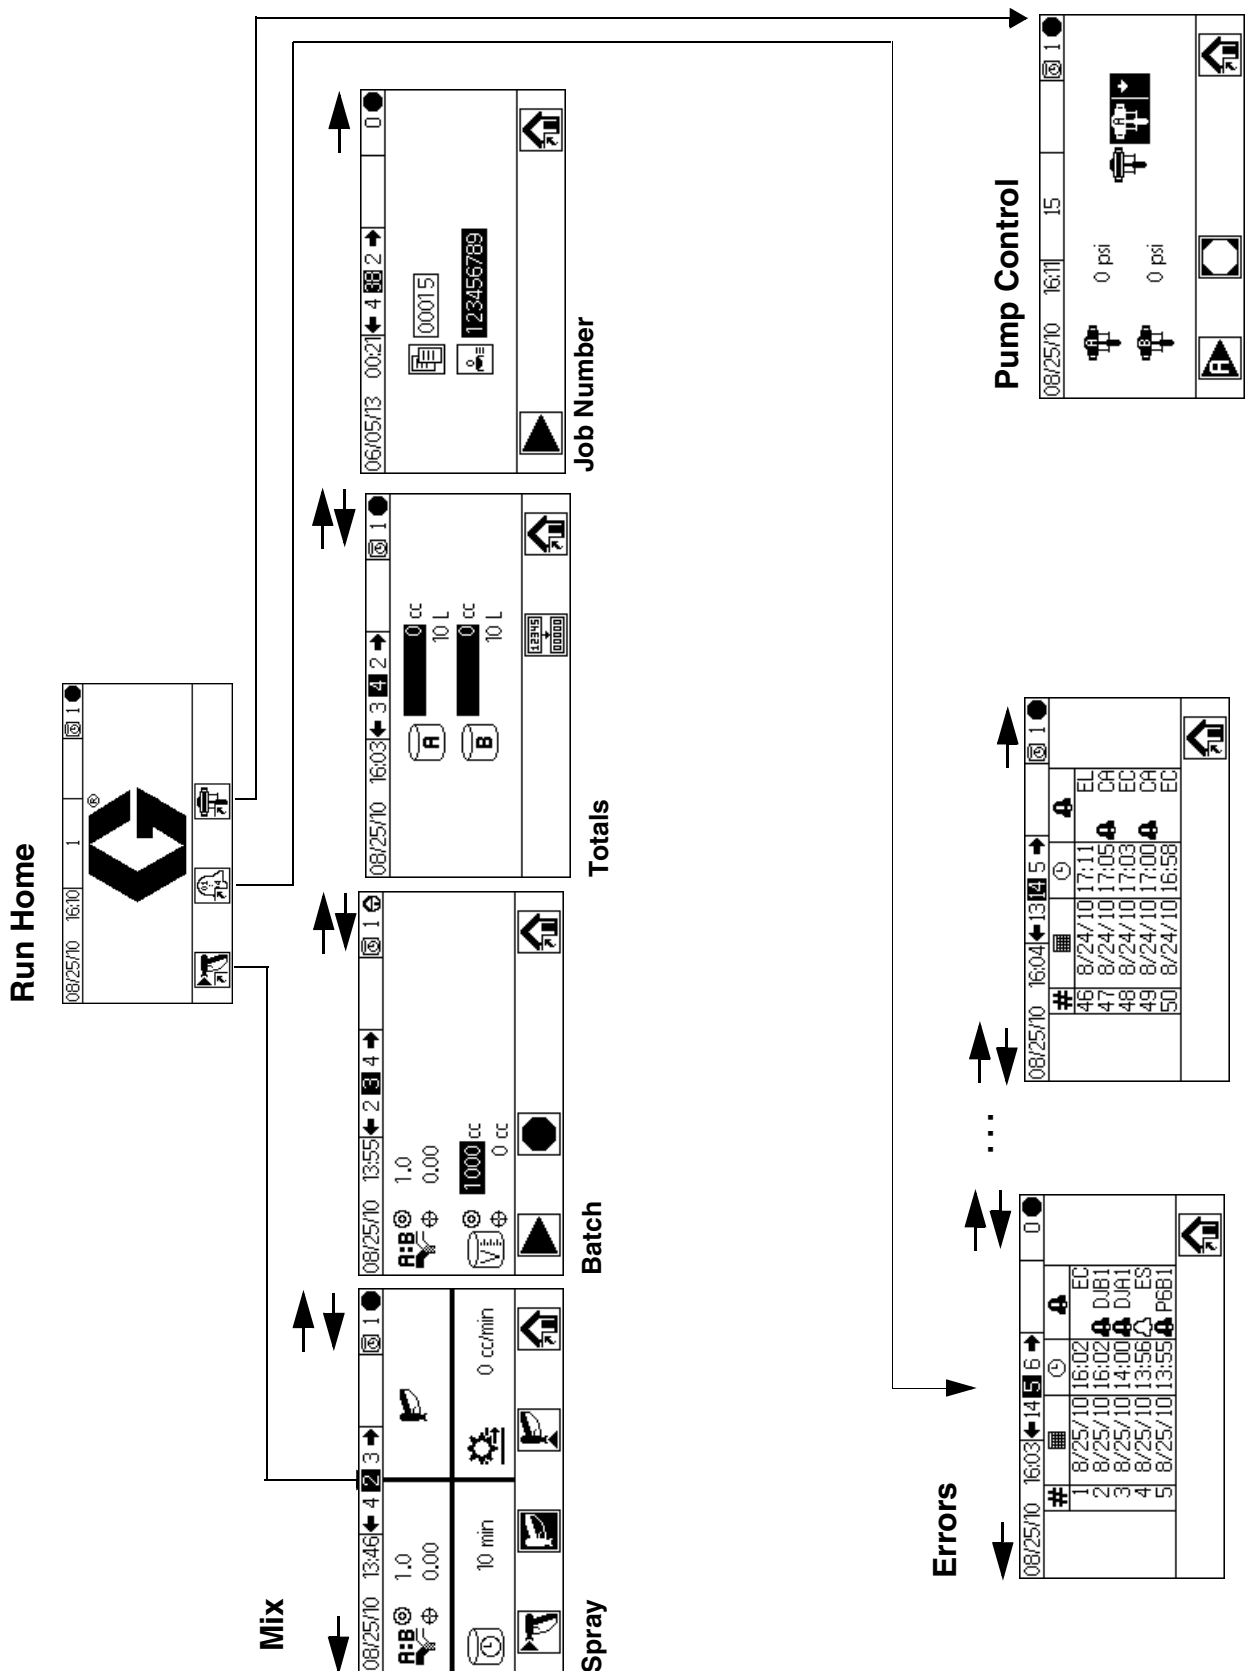 Run Home
08/25/10 16:10 1 1
®
Mix
08/25/10 13:46 4 2 3 1
A:B 1.0
0.00
10 min 0 cc/min
Spray
08/25/10 13:55 2 3 4 1
A:B 1.0
0.00
1000 cc
0 cc
Batch
08/25/10 16:03 3 4 2 1
A 0 cc
10 L
B 0 cc
10 L
12345
00000
Totals
06/05/13 00:21 4 38 2 0
00015
123456789
Job Number
Errors
08/25/10 16:03 14 5 6 0
#
1 8/25/10 16:02 EC
2 8/25/10 16:02 DJB1
3 8/25/10 14:00 DJA1
4 8/25/10 13:56 ES
5 8/25/10 13:55 P6B1
...
08/25/10 16:04 13 14 5 1
#
46 8/24/10 17:11 EL
47 8/24/10 17:05 CA
48 8/24/10 17:03 EC
49 8/24/10 17:00 CA
50 8/24/10 16:58 EC
Pump Control
08/25/10 16:11 15 1
A 0 psi A
B 0 psi
A